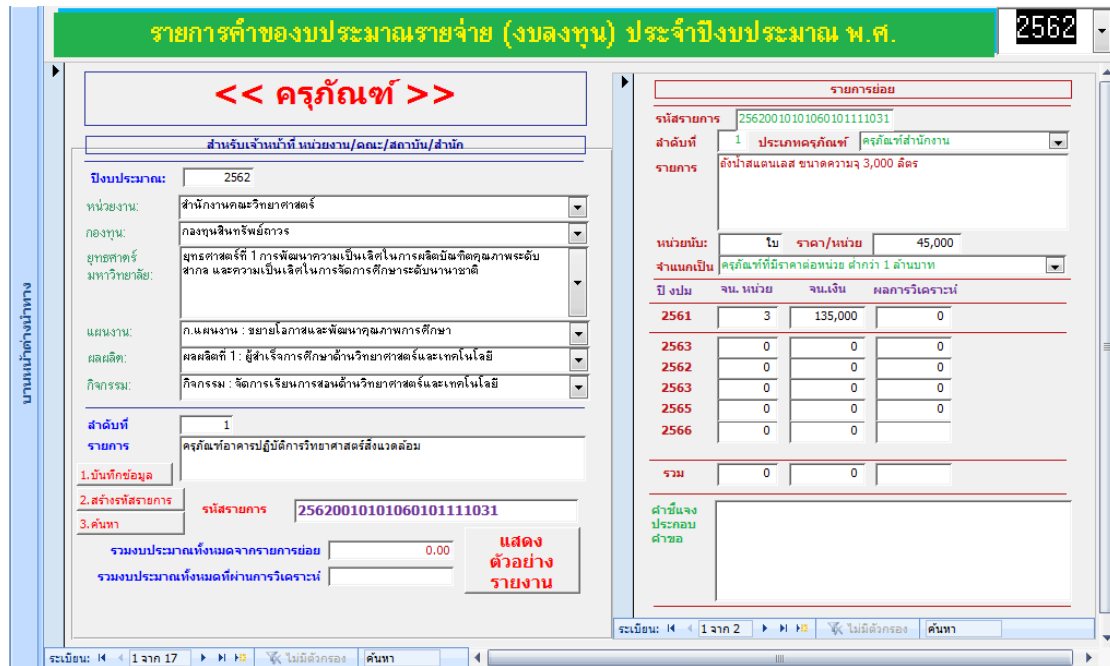 รายการคำของบประมาณรายจ่าย (งบลงทุน) ประจำปีงบประมาณ พ.ศ. 2562
บานหน้าต่างนำทาง
<< ครุภัณฑ์ >>
สำหรับเจ้าหน้าที่ หน่วยงาน/คณะ/สถาบัน/สำนัก
ปีงบประมาณ: 2562
หน่วยงาน: สำนักงานคณะวิทยาศาสตร์
กองทุน: กองทุนสินทรัพย์ถาวร
ยุทธศาตร์ ยุทธศาสตร์ที่ 1 การพัฒนาความเป็นเลิศในการผลิตบัณฑิตคุณภาพระดับ
มหาวิทยาลัย: สากล และความเป็นเลิศในการจัดการศึกษาระดับนานาชาติ
แผนงาน: ก.แผนงาน : ขยายโอกาสและพัฒนาคุณภาพการศึกษา
ผลผลิต: ผลผลิตที่ 1 : ผู้สำเร็จการศึกษาด้านวิทยาศาสตร์และเทคโนโลยี
กิจกรรม: กิจกรรม : จัดการเรียนการสอนด้านวิทยาศาสตร์และเทคโนโลยี
ลำดับที่ 1
รายการ ครุภัณฑ์อาคารปฏิบัติการวิทยาศาสตร์สิ่งแวดล้อม
1.บันทึกข้อมูล
2.สร้างรหัสรายการ
3.ค้นหา
รหัสรายการ 25620010101060101111031
รวมงบประมาณทั้งหมดจากรายการย่อย 0.00
รวมงบประมาณทั้งหมดที่ผ่านการวิเคราะห์
แสดง
ตัวอย่าง
รายงาน
ระเบียน: 1 จาก 17 ไม่มีตัวกรอง ค้นหา
รายการย่อย
รหัสรายการ 25620010101060101111031
ลำดับที่ 1 ประเภทครุภัณฑ์ ครุภัณฑ์สำนักงาน
รายการ ถังน้ำสแตนเลส ขนาดความจุ 3,000 ลิตร
หน่วยนับ: ใบ ราคา/หน่วย 45,000
จำแนกเป็น ครุภัณฑ์ที่มีราคาต่อหน่วย ต่ำกว่า 1 ล้านบาท
ปี งปม จน. หน่วย จน.เงิน ผลการวิเคราะห์
2561 3 135,000 0
2563 0 0 0
2562 0 0 0
2563 0 0 0
2565 0 0 0
2566 0 0
รวม 0 0
คำชี้แจง
ประกอบ
คำขอ
ระเบียน: 1 จาก 2 ไม่มีตัวกรอง ค้นหา